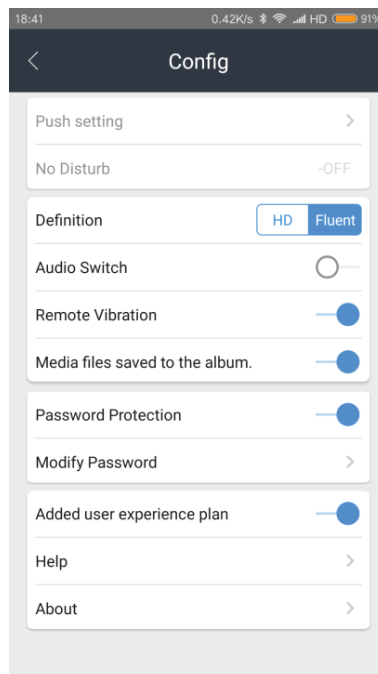 18:41 0.42K/s HD 91%
Config
Push setting
No Disturb -OFF
Definition HD Fluent
Audio Switch
Remote Vibration
Media files saved to the album.
Password Protection
Modify Password
Added user experience plan
Help
About